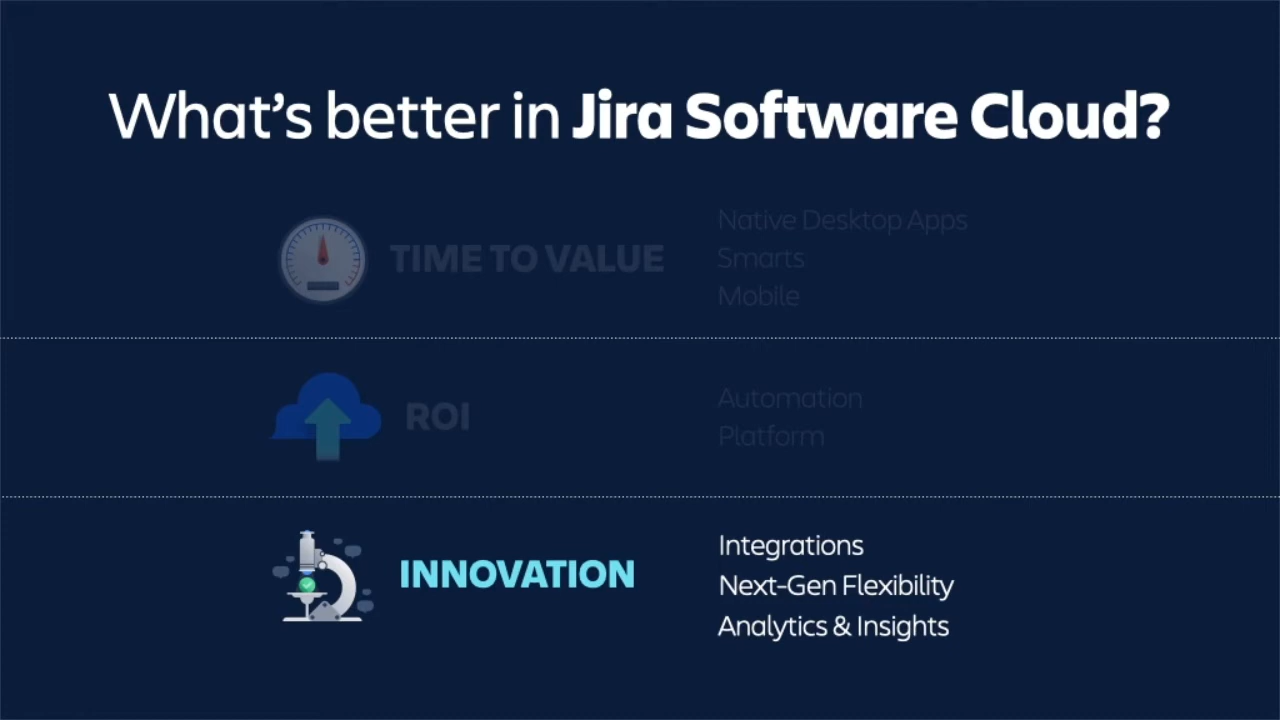 What's better in Jira Software Cloud?
TIME TO VALUE
Native Desktop Apps
Smarts
Mobile
ROI
Automation
Platform
INNOVATION
Integrations
Next-Gen Flexibility
Analytics & Insights